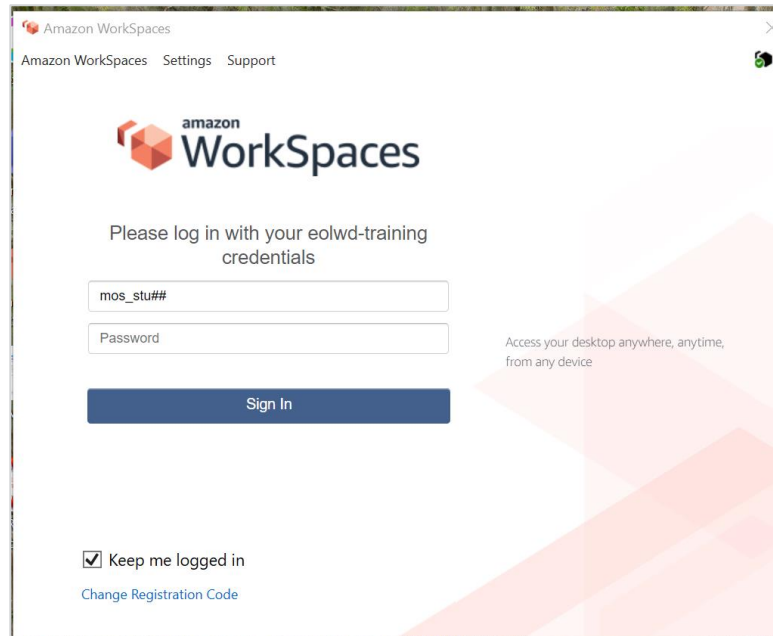 Amazon WorkSpaces
Amazon WorkSpaces Settings Support
amazon
WorkSpaces
Please log in with your eolwd-training
credentials
mos_stu##
Password
Sign In
Access your desktop anywhere, anytime,
from any device
Keep me logged in
Change Registration Code